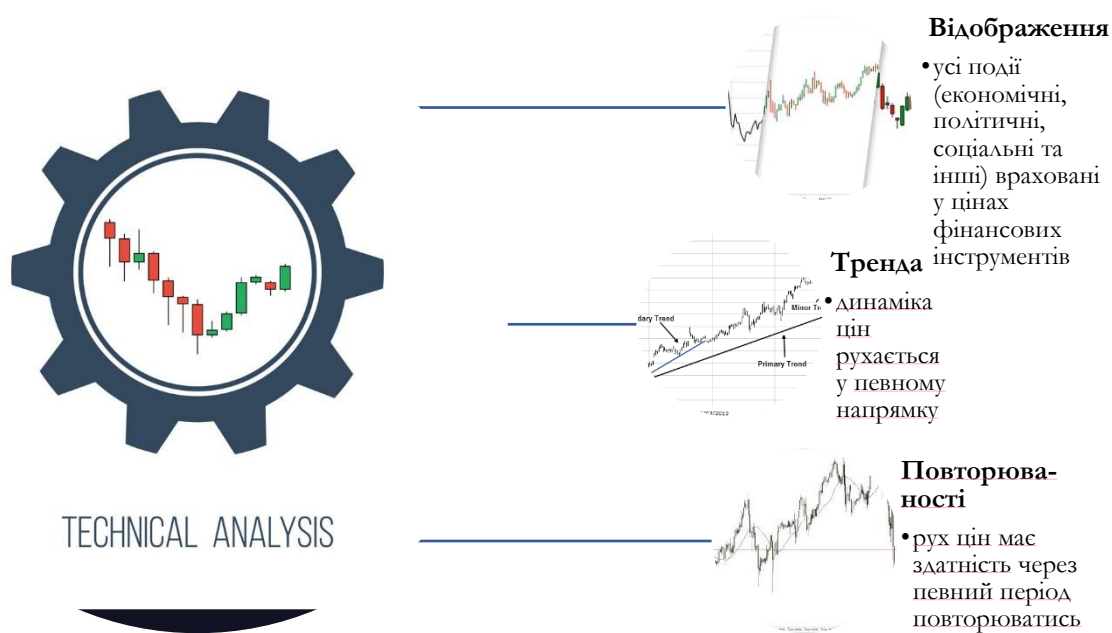 Відображення
•усі події
(економічні,
політичні,
соціальні та
інші) враховані
у цінах
фінансових
інструментів
Тренда
•динаміка
цін
рухається
у певному
напрямку
dary Trend
Minor Tr
Primary Trend
Повторюва-
ності
•рух цін має
здатність через
певний період
повторюватись
TECHNICAL ANALYSIS